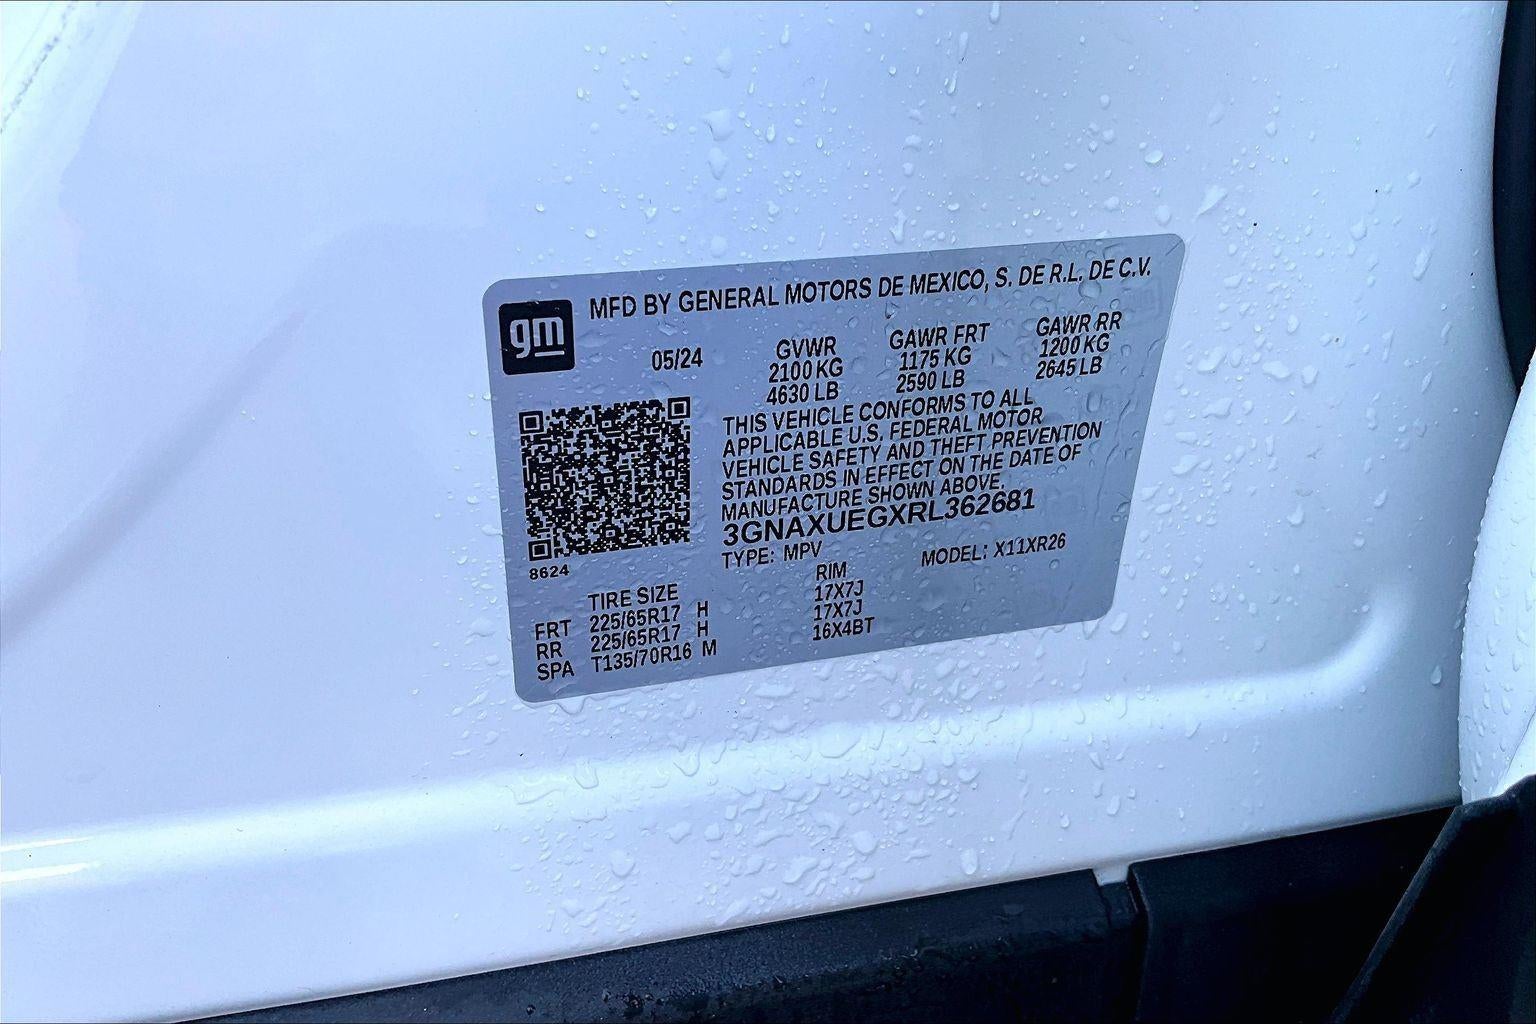 gm
MFD BY GENERAL MOTORS DE MEXICO, S. DE R.L. DE C.V.
05/24 GVWR GAWR FRT GAWR RR
2100 KG 1175 KG 1200 KG
4630 LB 2590 LB 2645 LB
THIS VEHICLE CONFORMS TO ALL
APPLICABLE U.S. FEDERAL MOTOR
VEHICLE SAFETY AND THEFT PREVENTION
STANDARDS IN EFFECT ON THE DATE OF
MANUFACTURE SHOWN ABOVE.
3GNAXUEGXRL362681
TYPE: MPV MODEL: X11XR26
8624
TIRE SIZE RIM
FRT 225/65R17 H 17X7J
RR 225/65R17 H 17X7J
SPA T135/70R16 M 16X4BT